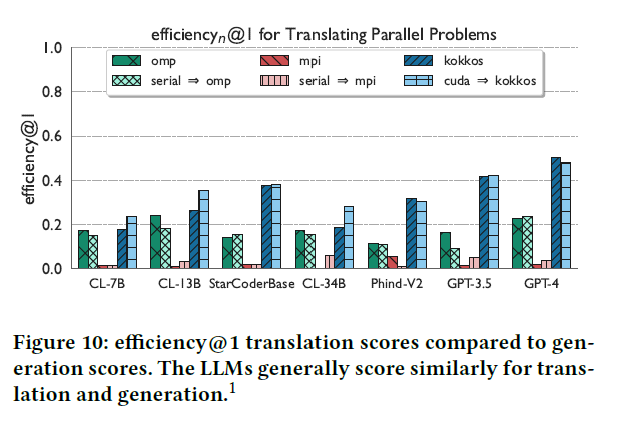 efficiencyₙ@1 for Translating Parallel Problems
1.0
0.8
0.6
0.4
0.2
0.0
efficiency@1
omp
mpi
kokkos
serial ⇒ omp
serial ⇒ mpi
cuda ⇒ kokkos
CL-7B CL-13B StarCoderBase CL-34B Phind-V2 GPT-3.5 GPT-4
Figure 10: efficiency@1 translation scores compared to gen-
eration scores. The LLMs generally score similarly for trans-
lation and generation.¹